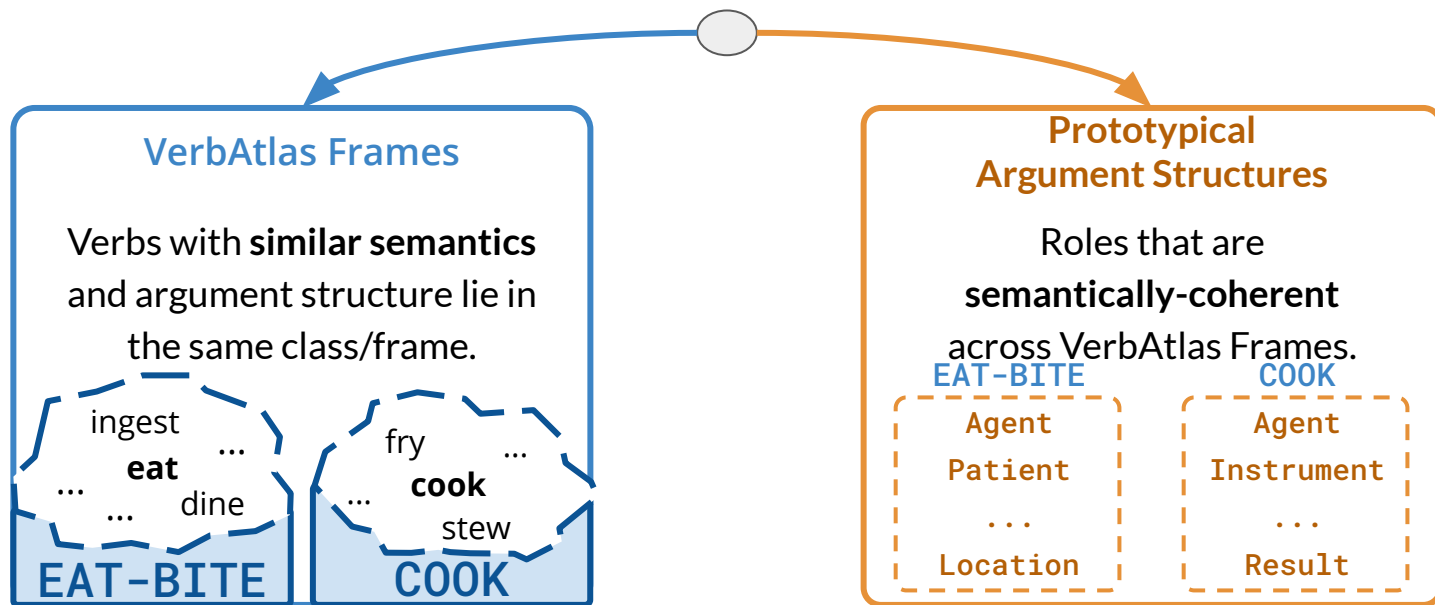 VerbAtlas Frames
Verbs with similar semantics
and argument structure lie in
the same class/frame.
ingest
...
eat
...
dine
...
EAT-BITE
fry
...
cook
...
stew
COOK
Prototypical
Argument Structures
Roles that are
semantically-coherent
across VerbAtlas Frames.
EAT-BITE
Agent
Patient
...
Location
COOK
Agent
Instrument
...
Result